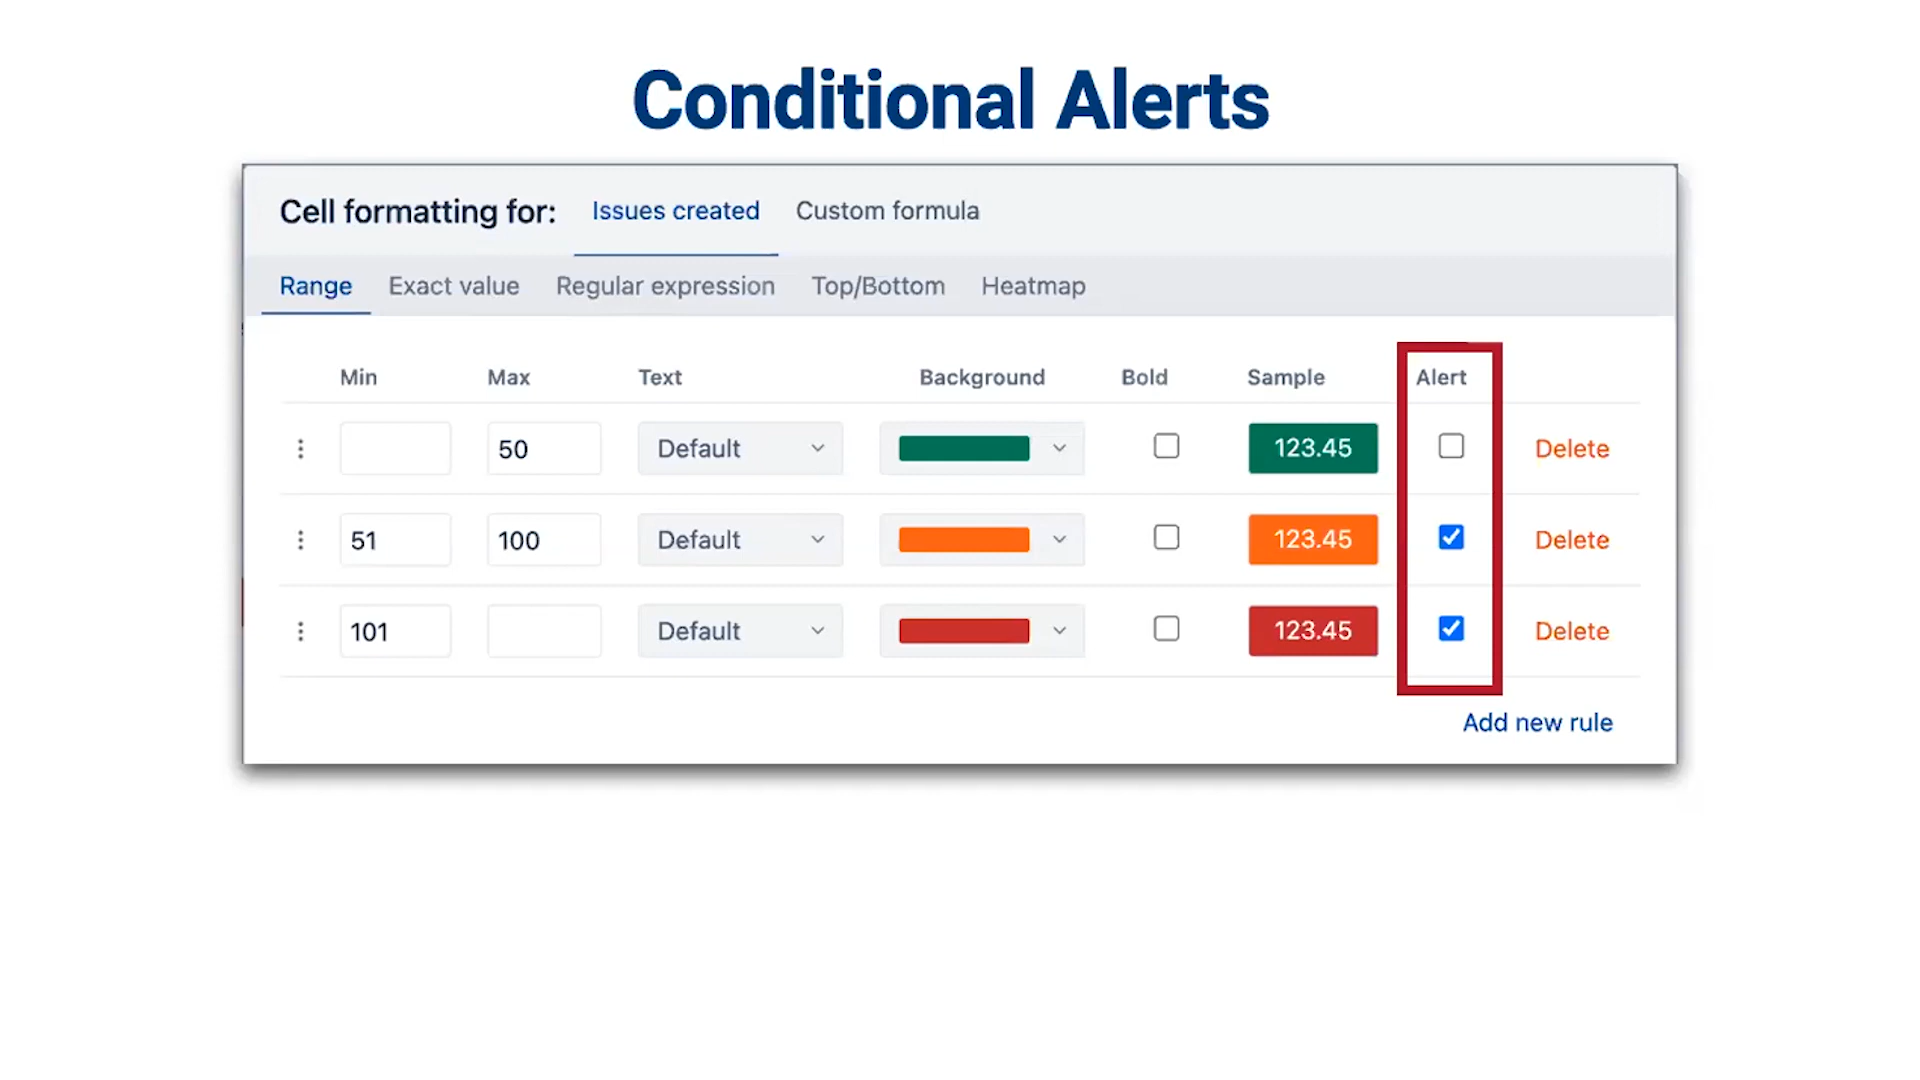 Conditional Alerts
Cell formatting for: Issues created Custom formula
Range Exact value Regular expression Top/Bottom Heatmap
Min Max Text Background Bold Sample Alert
50 Default 123.45 Delete
51 100 Default 123.45 Delete
101 Default 123.45 Delete
Add new rule